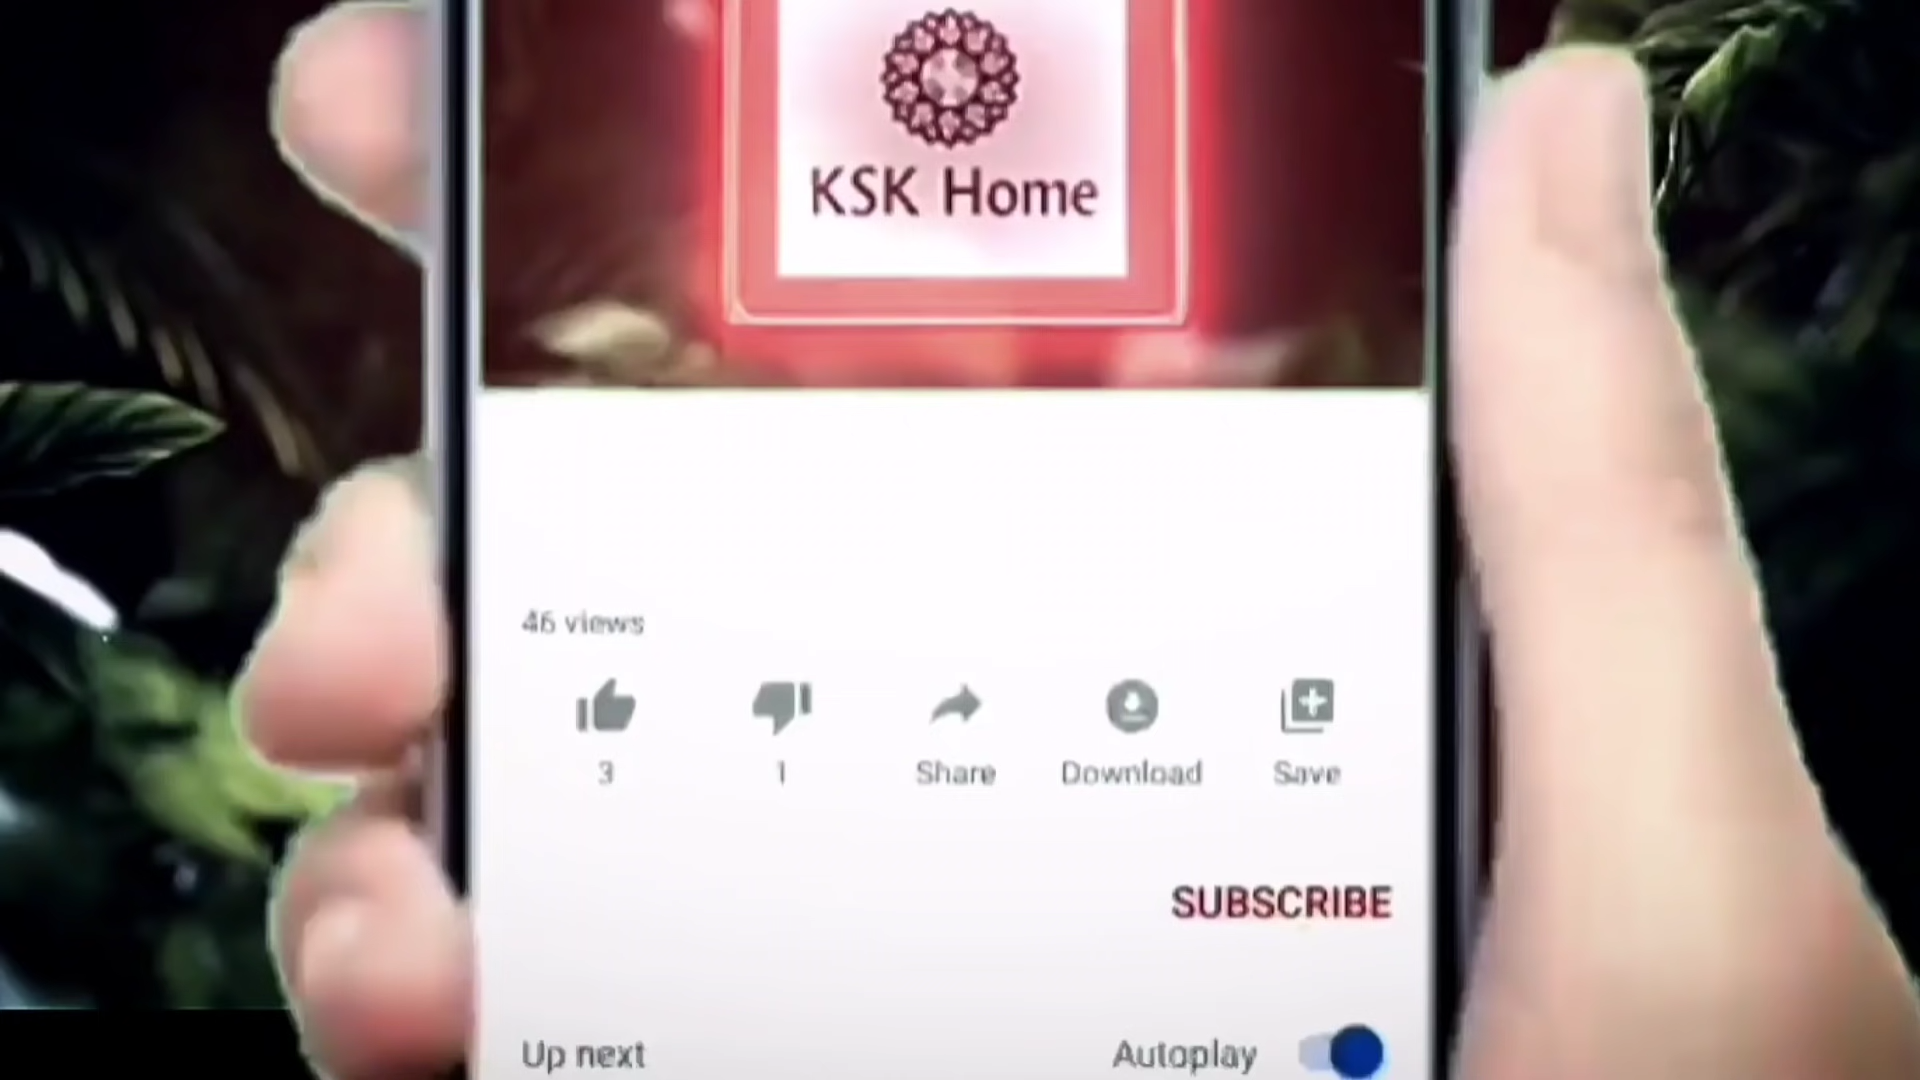 KSK Home
46 views
3
1
Share
Download
Save
SUBSCRIBE
Up next
Autoplay